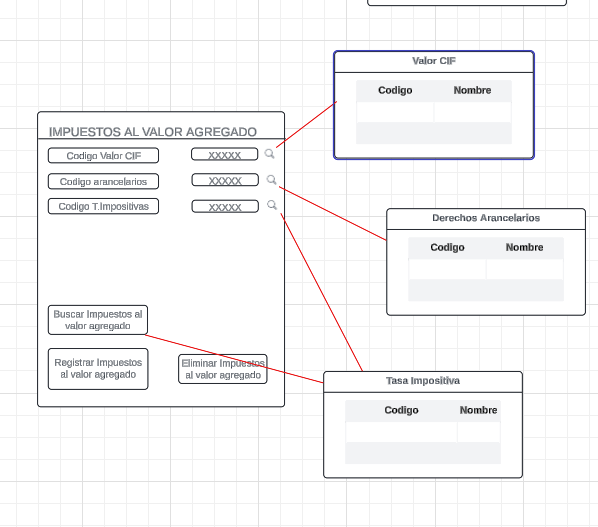 IMPUESTOS AL VALOR AGREGADO
Codigo Valor CIF
XXXXX
Codigo arancelarios
XXXXX
Codigo T.Impositivas
XXXXX
Buscar Impuestos al
valor agregado
Registrar Impuestos
al valor agregado
Eliminar Impuestos
al valor agregado
Valor CIF
Codigo Nombre
Derechos Arancelarios
Codigo Nombre
Tasa Impositiva
Codigo Nombre